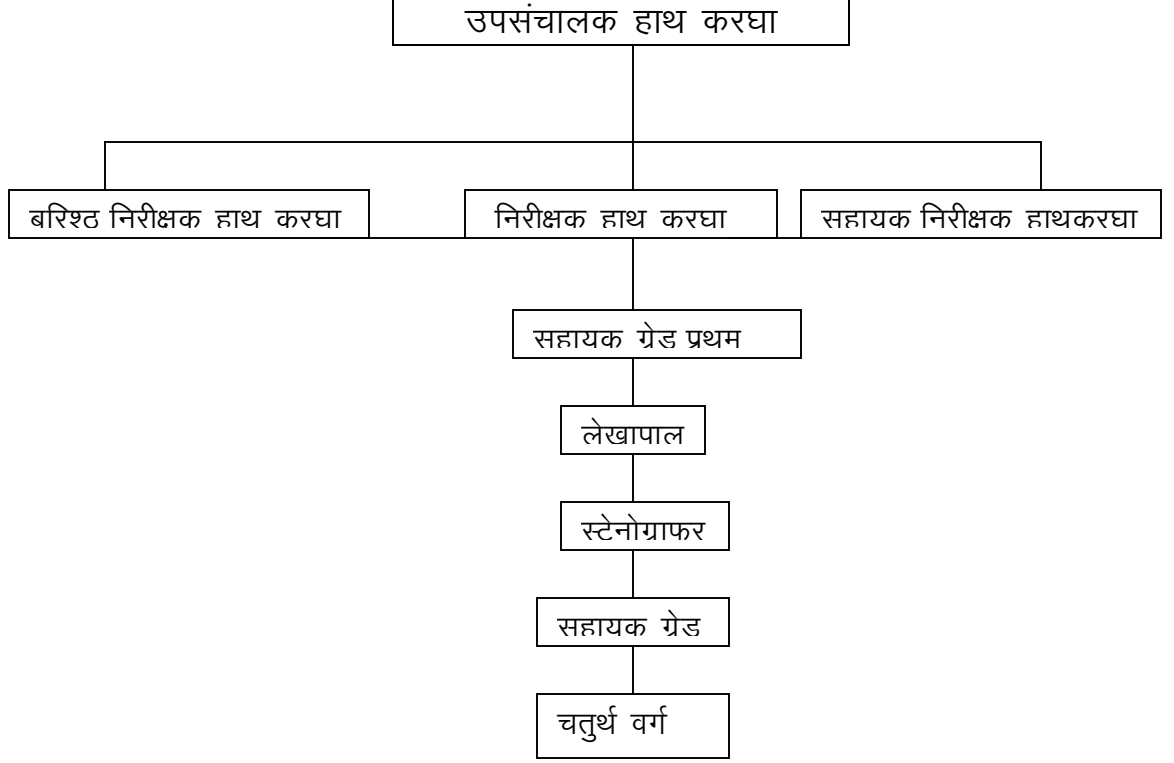 उपसंचालक हाथ करघा
बरिश्ठ निरीक्षक हाथ करघा
निरीक्षक हाथ करघा
सहायक निरीक्षक हाथकरघा
सहायक ग्रेड प्रथम
लेखापाल
स्टेनोग्राफर
सहायक ग्रेड
चतुर्थ वर्ग